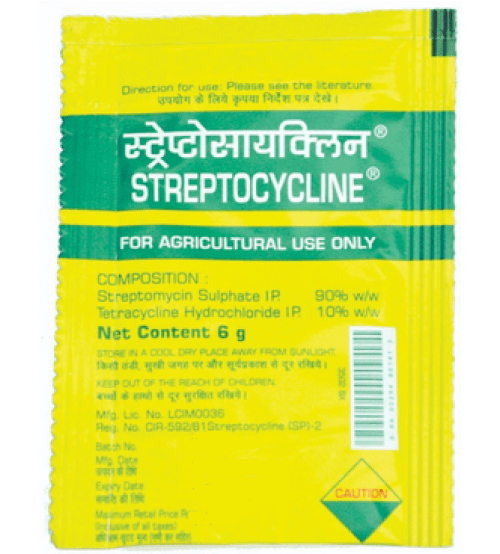 Direction for use: Please see the literature.
उपयोग के लिये कृपया निर्देश पत्र देखे।
स्ट्रेप्टोसायक्लिन®
STREPTOCYCLINE®
FOR AGRICULTURAL USE ONLY
COMPOSITION :
Streptomycin Sulphate I.P. 90% w/w
Tetracycline Hydrochloride I.P. 10% w/w
Net Content 6 g
STORE IN A COOL DRY PLACE AWAY FROM SUNLIGHT.
ठंडी, सुखी जगह पर और सूर्यप्रकाश से दूर रखिये।
KEEP OUT OF THE REACH OF CHILDREN.
बच्चों के हाथो से दूर सुरक्षित रखिये।
Mfg. Lic. No. LCIM0036
Reg. No. CIR-592/81 Streptocycline (SP)-2
Batch No.
Mfg. Date
Expiry Date
Maximum Retail Price Rs.
(Inclusive of all taxes)
CAUTION